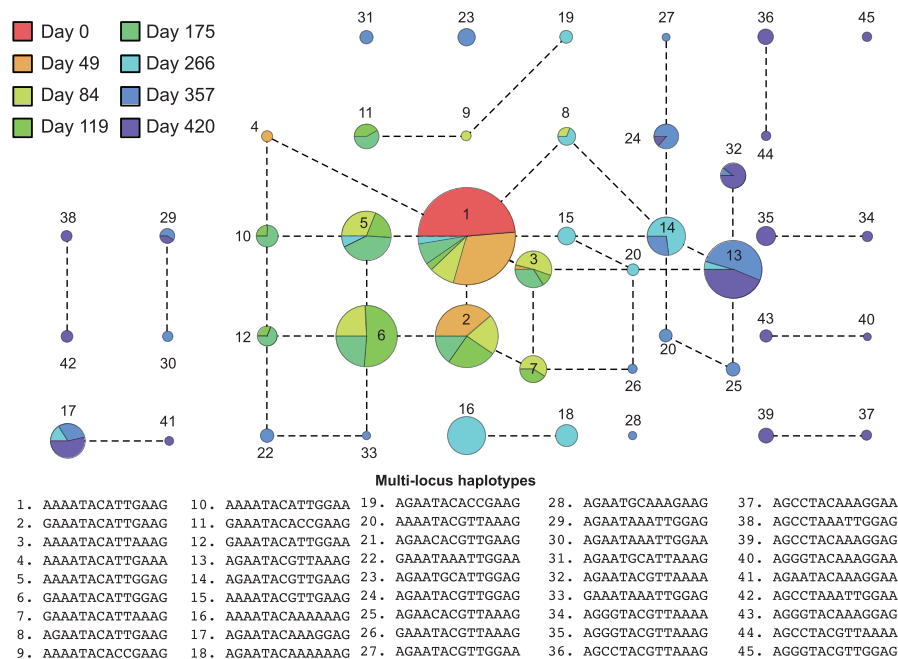 Day 0 Day 175
Day 49 Day 266
Day 84 Day 357
Day 119 Day 420
31 23 19 27 36 45
4 11 9 8 24 32 44
38 29 10 5 1 15 14 35 34
3 20 13
42 30 12 6 2 20 43 40
7 26 25
17 41 22 33 16 18 28 39 37
Multi-locus haplotypes
1. AAAATACATTGAAG 10. AAAATACATTGGAA 19. AGAATACACCGAAG 28. AGAATGCAAAGAAG 37. AGCCTACAAAGGAA
2. GAAATACATTGAAG 11. GAAATACACCGAAG 20. AAAATACGTTAAAG 29. AGAATAAATTGGAG 38. AGCCTAAATTGGAG
3. AAAATACATTAAAG 12. GAAATACATTGGAA 21. AGAACACGTTGAAG 30. AGAATAAATTGGAA 39. AGCCTACAAAGGAG
4. AAAATACATTGAAA 13. AGAATACGTTAAAG 22. GAAATAAATTGGAA 31. AGAATGCATTAAAG 40. AGGGTACAAAGGAA
5. AAAATACATTGGAG 14. AGAATACGTTGAAG 23. AGAATGCATTGGAG 32. AGAATACGTTAAAA 41. AGAATACAAAGGAA
6. GAAATACATTGGAG 15. AAAATACGTTGAAG 24. AGAATACGTTGGAG 33. GAAATAAATTGGAG 42. AGCCTAAATTGGAA
7. GAAATACATTAAAG 16. AAAATACAAAAAAG 25. AGAACACGTTAAAG 34. AGGGTACGTTAAAA 43. AGGGTACAAAGGAG
8. AGAATACATTGAAG 17. AGAATACAAAGGAG 26. GAAATACGTTAAAG 35. AGGGTACGTTAAAG 44. AGCCTACGTTAAAA
9. AAAATACACCGAAG 18. AGAATACAAAAAAG 27. AGAATACGTTGGAA 36. AGCCTACGTTAAAG 45. AGGGTACGTTGGAG